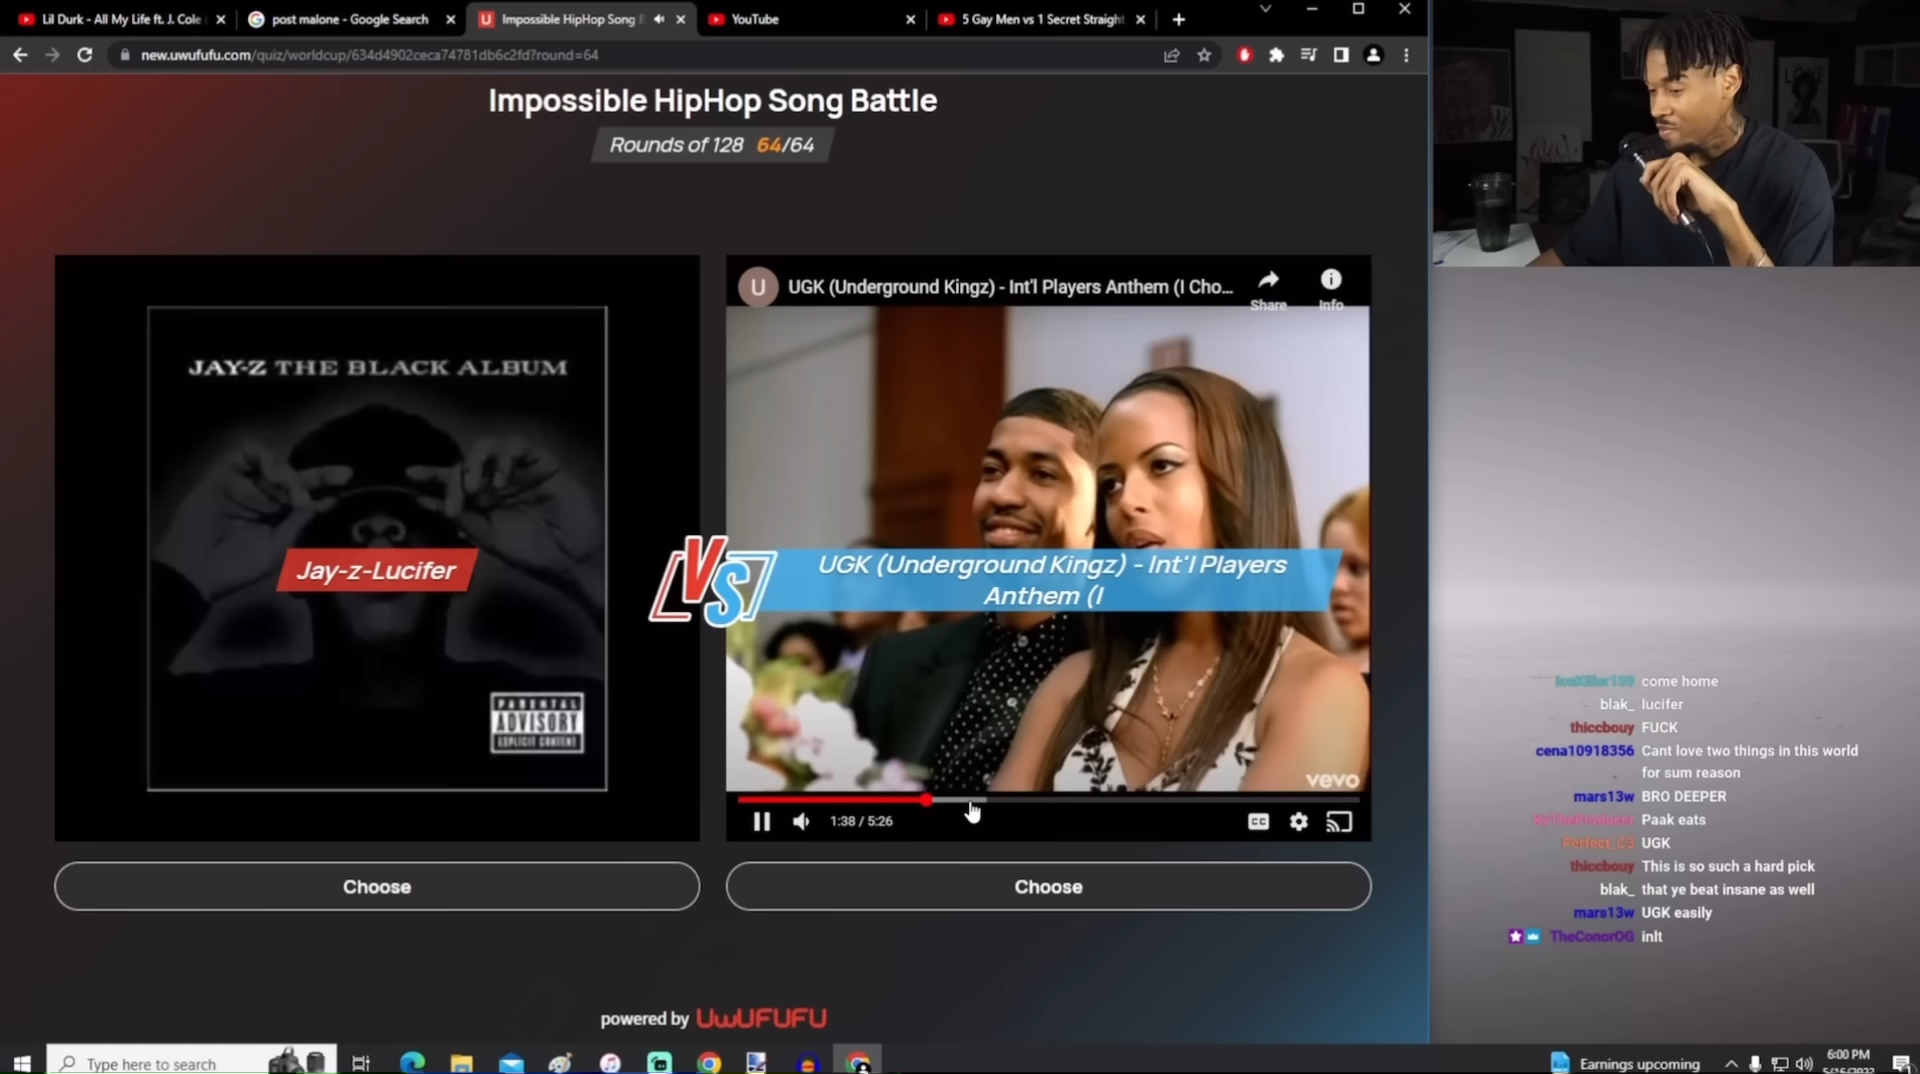 Lil Durk - All My Life ft. J. Cole
post malone - Google Search
Impossible HipHop Song
YouTube
5 Gay Men vs 1 Secret Straight
new.uwufufu.com/quiz/worldcup/634d4902ceca74781db6c2fd?round=64
Impossible HipHop Song Battle
Rounds of 128 64/64
JAY-Z THE BLACK ALBUM
Jay-z-Lucifer
PARENTAL
ADVISORY
EXPLICIT CONTENT
VS
U UGK (Underground Kingz) - Int'l Players Anthem (I Cho...
Share Info
UGK (Underground Kingz) - Int'l Players
Anthem (I
vevo
1:38 / 5:26
CC
Choose
Choose
powered by UwUFUFU
LOVE
come home
blak_ lucifer
thiccbouy FUCK
cena10918356 Cant love two things in this world
for sum reason
mars13w BRO DEEPER
KyTheProducer Paak eats
Perfect_C3 UGK
thiccbouy This is so such a hard pick
blak_ that ye beat insane as well
mars13w UGK easily
TheConorOG inlt
Type here to search
Earnings upcoming
6:00 PM